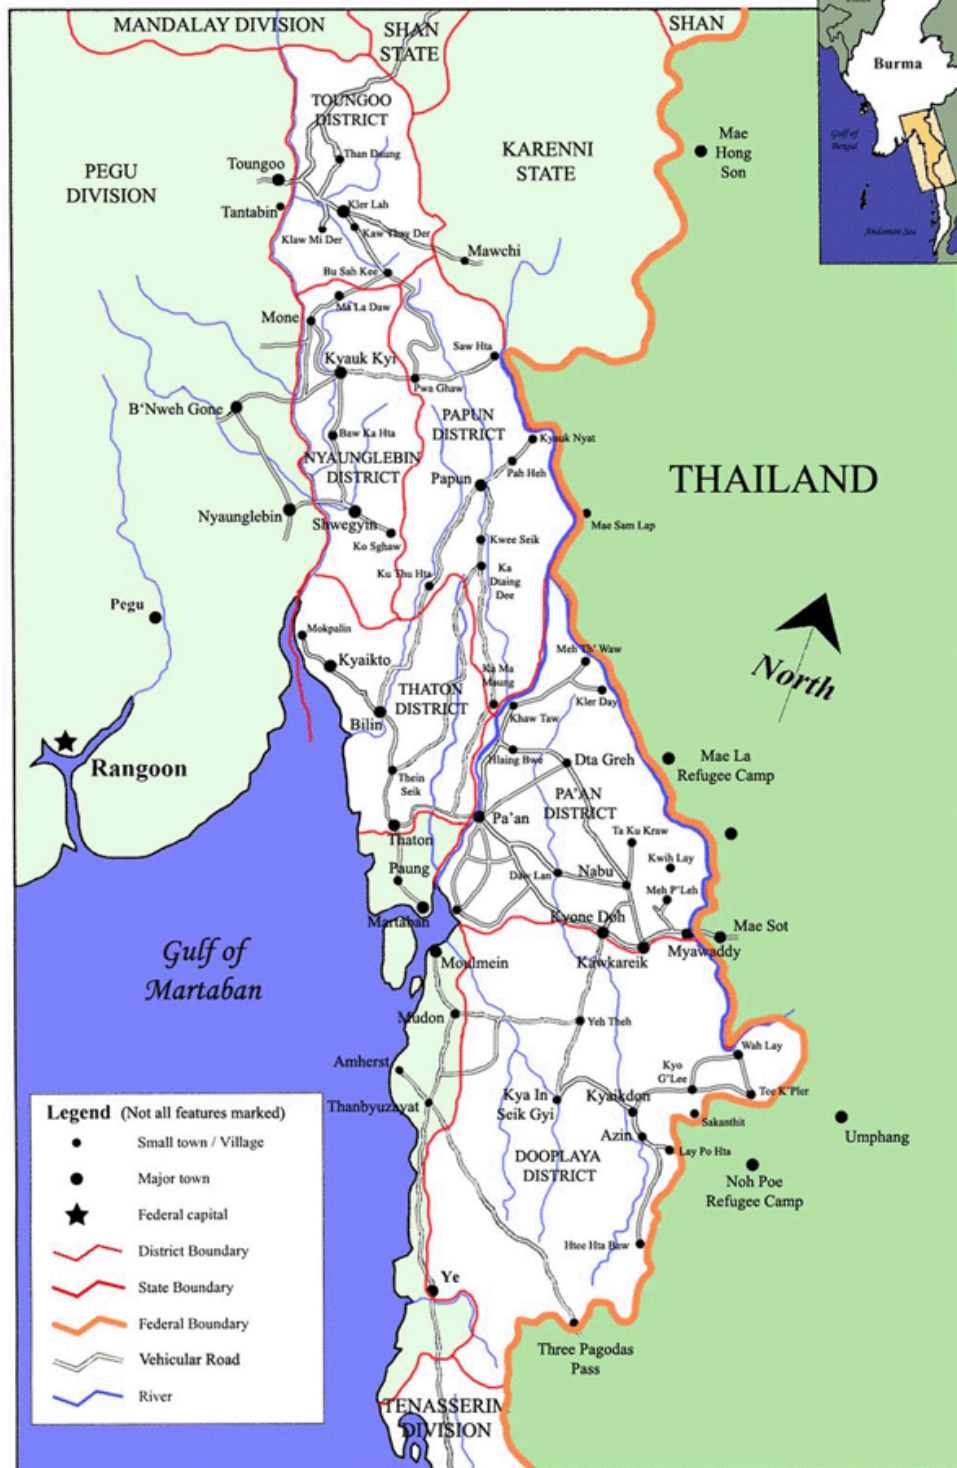 MANDALAY DIVISION
SHAN
STATE
SHAN
Burma
Gulf of
Bengal
Andaman Sea
TOUNGOO
DISTRICT
Than Daung
Toungoo
PEGU
DIVISION
KARENNI
STATE
Mae
Hong
Son
Tantabin
Kler Lah
Klaw Mi Der
Kaw Thay Der
Mawchi
Bu Sah Kee
Ma La Daw
Mone
Saw Hta
Kyauk Kyi
Pwa Ghaw
B'Nweh Gone
PAPUN
DISTRICT
Baw Ka Hta
Kyauk Nyat
NYAUNGLEBIN
DISTRICT
Pah Heh
Papun
THAILAND
Nyaunglebin
Shwegyin
Mae Sam Lap
Ko Sghaw
Kwee Seik
Ku Thu Hta
Ka
Dtaing
Dee
Pegu
Mokpalin
Kyaikto
Meh Th' Waw
North
Ka Ma
Maung
THATON
DISTRICT
Kler Day
Bilin
Khaw Taw
Rangoon
Hlaing Bwe
Dta Greh
Mae La
Refugee Camp
Thein
Seik
PA'AN
DISTRICT
Pa'an
Thaton
Ta Ku Kraw
Kwih Lay
Paung
Daw Lan
Nabu
Meh P'Leh
Martaban
Kyone Doh
Mae Sot
Gulf of
Martaban
Moulmein
Kawkareik
Myawaddy
Mudon
Yeh Theh
Wah Lay
Amherst
Kyo
G'Lee
Tee K'Pler
Thanbyuzayat
Kya In
Seik Gyi
Kyaikdon
Sakanthit
Umphang
Azin
DOOPLAYA
DISTRICT
Lay Po Hta
Noh Poe
Refugee Camp
Htee Hta Baw
Ye
Three Pagodas
Pass
TENASSERIM
DIVISION
Legend (Not all features marked)
Small town / Village
Major town
Federal capital
District Boundary
State Boundary
Federal Boundary
Vehicular Road
River